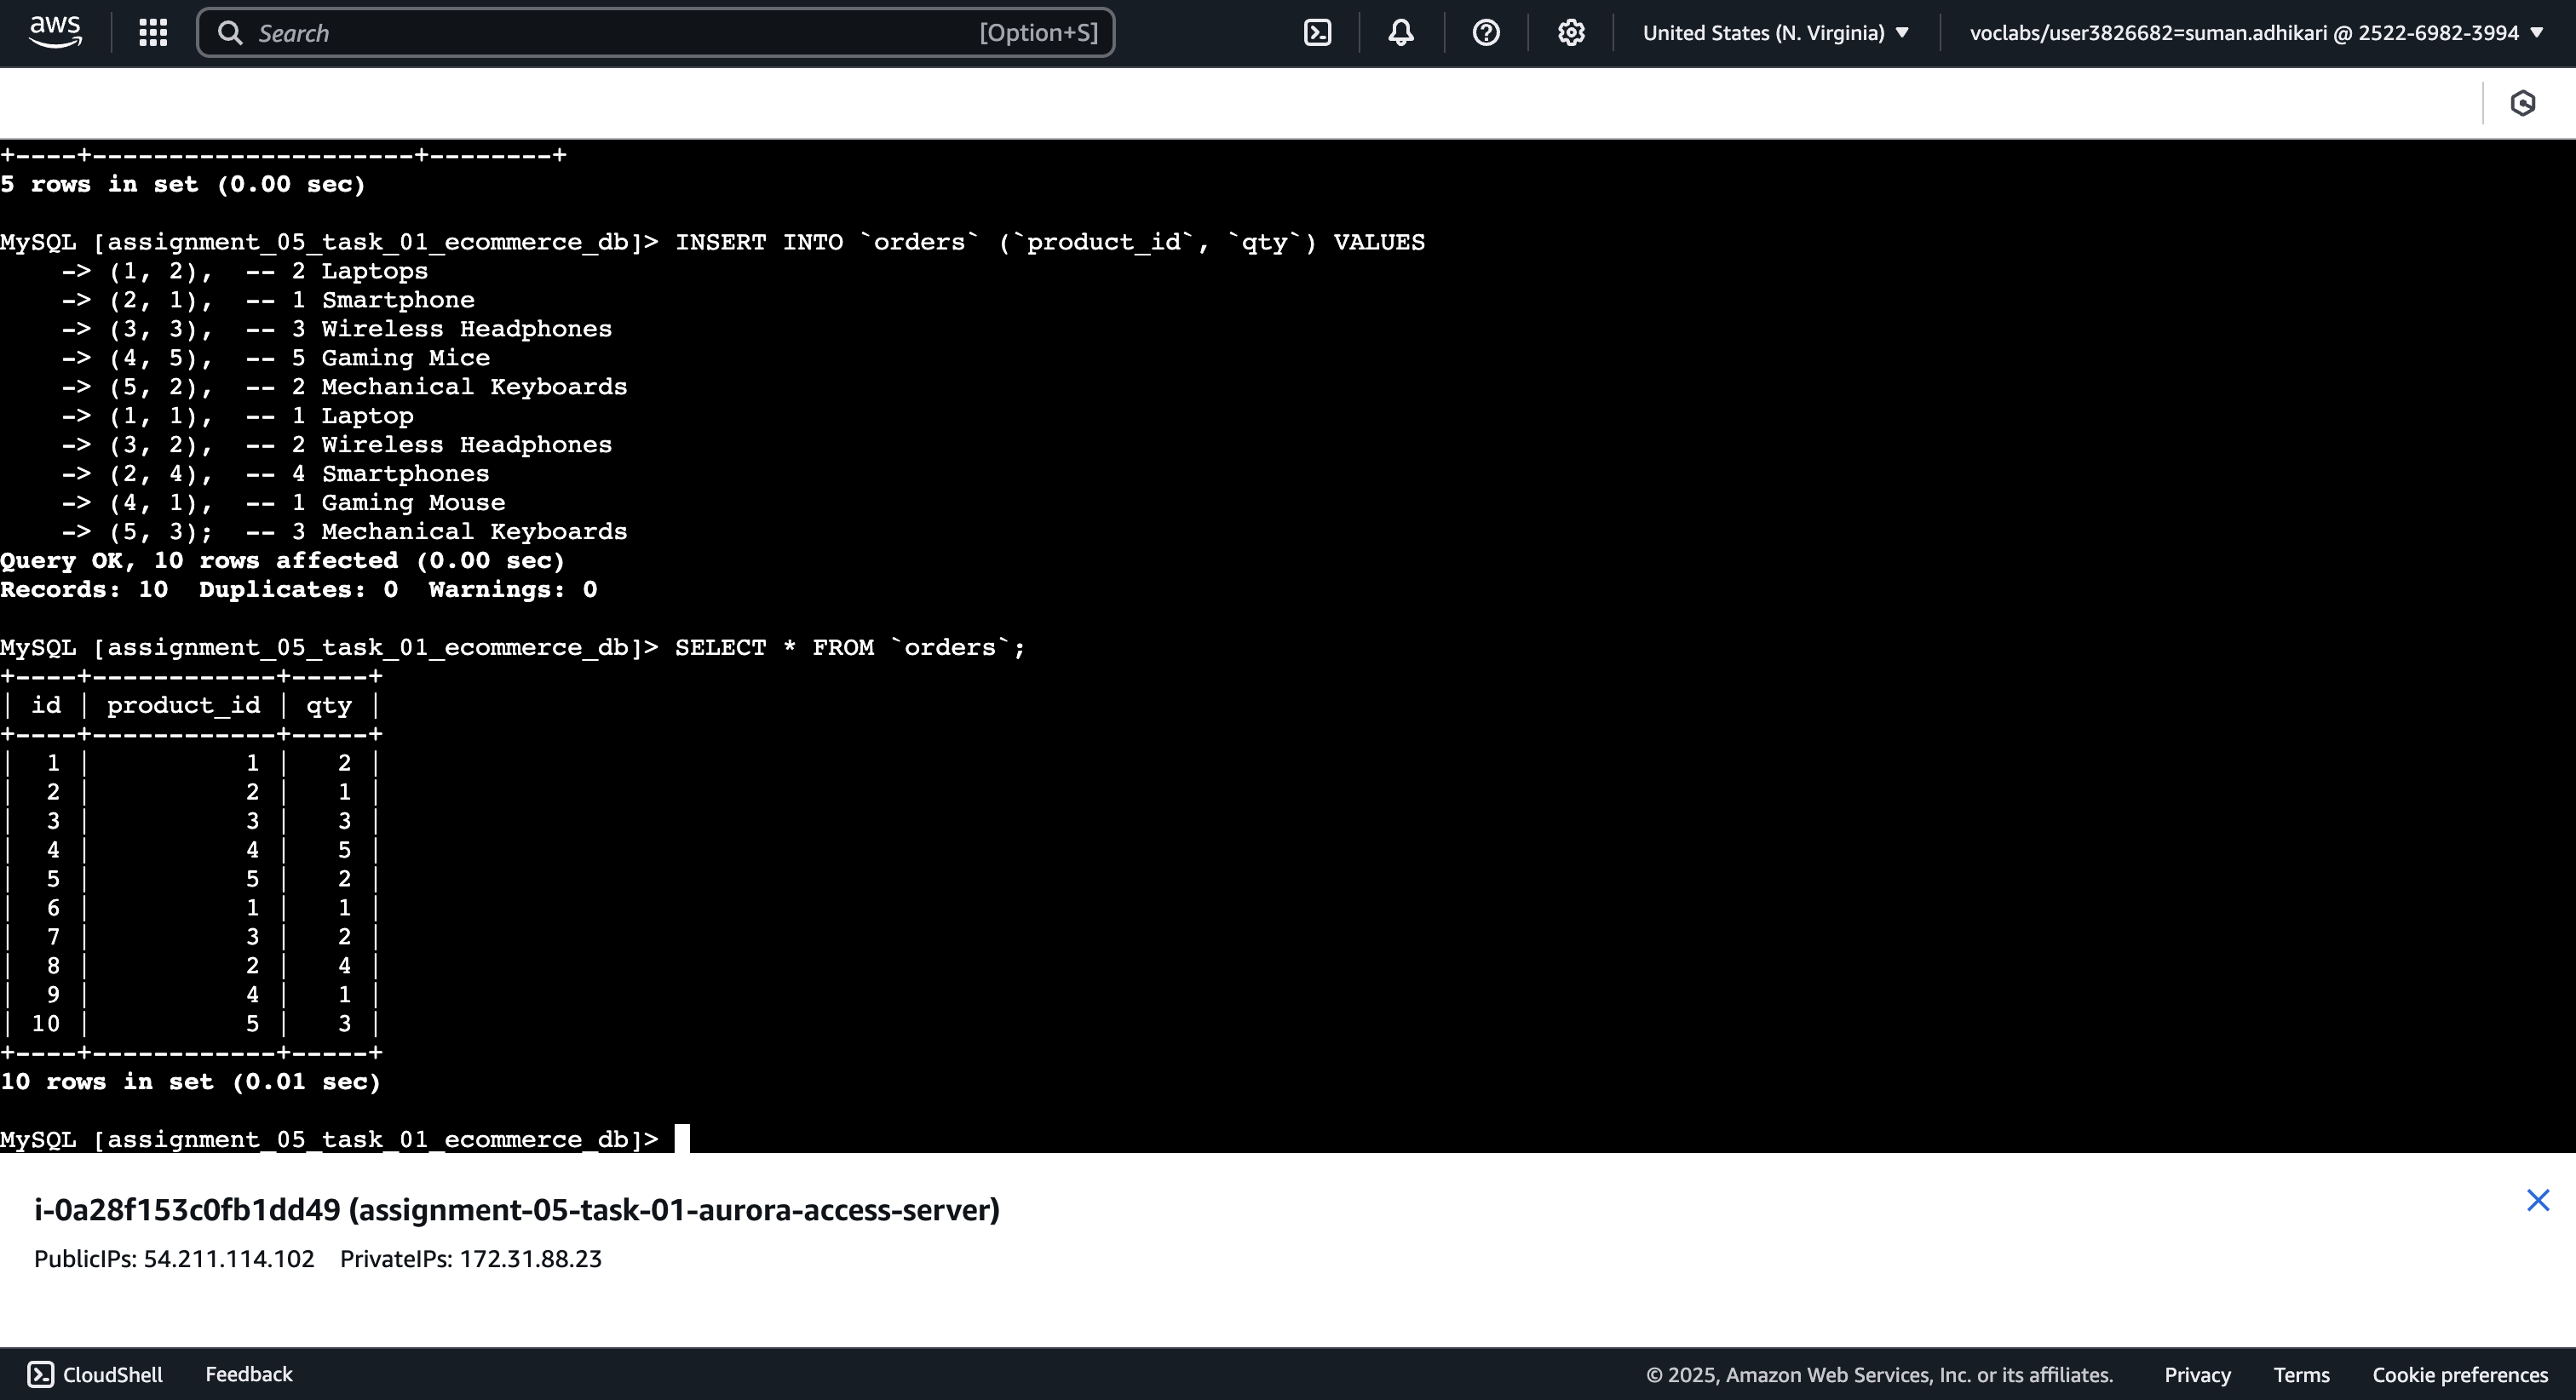 aws
Search [Option+S]
United States (N. Virginia) ▼
voclabs/user3826682=suman.adhikari @ 2522-6982-3994 ▼
+----+---------------------+--------+
5 rows in set (0.00 sec)
MySQL [assignment_05_task_01_ecommerce_db]> INSERT INTO `orders` (`product_id`, `qty`) VALUES
    -> (1, 2),  -- 2 Laptops
    -> (2, 1),  -- 1 Smartphone
    -> (3, 3),  -- 3 Wireless Headphones
    -> (4, 5),  -- 5 Gaming Mice
    -> (5, 2),  -- 2 Mechanical Keyboards
    -> (1, 1),  -- 1 Laptop
    -> (3, 2),  -- 2 Wireless Headphones
    -> (2, 4),  -- 4 Smartphones
    -> (4, 1),  -- 1 Gaming Mouse
    -> (5, 3);  -- 3 Mechanical Keyboards
Query OK, 10 rows affected (0.00 sec)
Records: 10  Duplicates: 0  Warnings: 0
MySQL [assignment_05_task_01_ecommerce_db]> SELECT * FROM `orders`;
+----+------------+-----+
| id | product_id | qty |
+----+------------+-----+
|  1 |          1 |   2 |
|  2 |          2 |   1 |
|  3 |          3 |   3 |
|  4 |          4 |   5 |
|  5 |          5 |   2 |
|  6 |          1 |   1 |
|  7 |          3 |   2 |
|  8 |          2 |   4 |
|  9 |          4 |   1 |
| 10 |          5 |   3 |
+----+------------+-----+
10 rows in set (0.01 sec)
MySQL [assignment_05_task_01_ecommerce_db]>
i-0a28f153c0fb1dd49 (assignment-05-task-01-aurora-access-server)
PublicIPs: 54.211.114.102 PrivateIPs: 172.31.88.23
CloudShell Feedback © 2025, Amazon Web Services, Inc. or its affiliates. Privacy Terms Cookie preferences